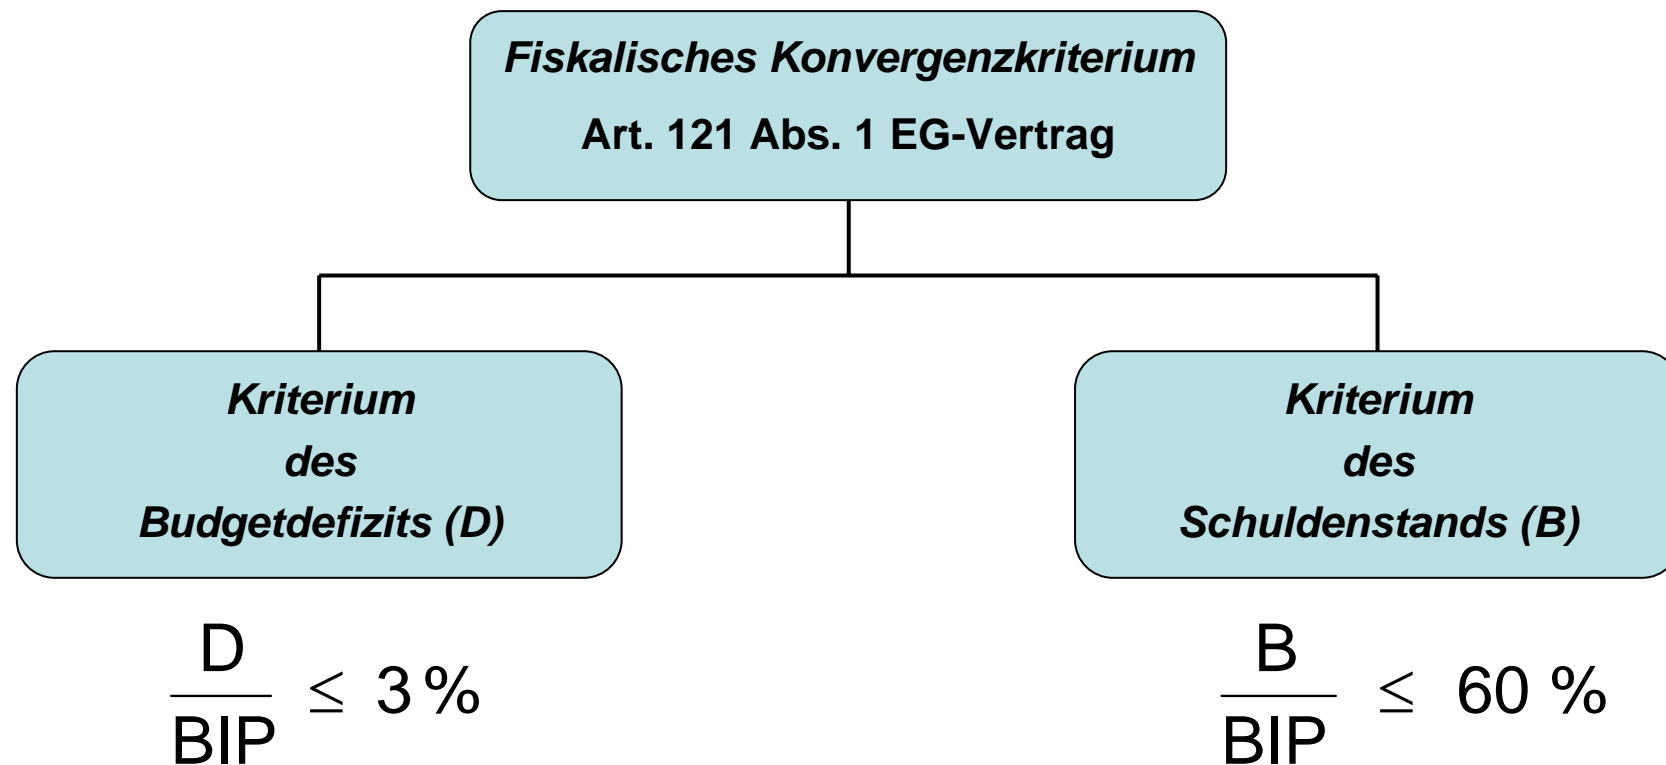 Fiskalisches Konvergenzkriterium
Art. 121 Abs. 1 EG-Vertrag
Kriterium
des
Budgetdefizits (D)
Kriterium
des
Schuldenstands (B)
D
BIP
≤ 3 %
B
BIP
≤ 60 %